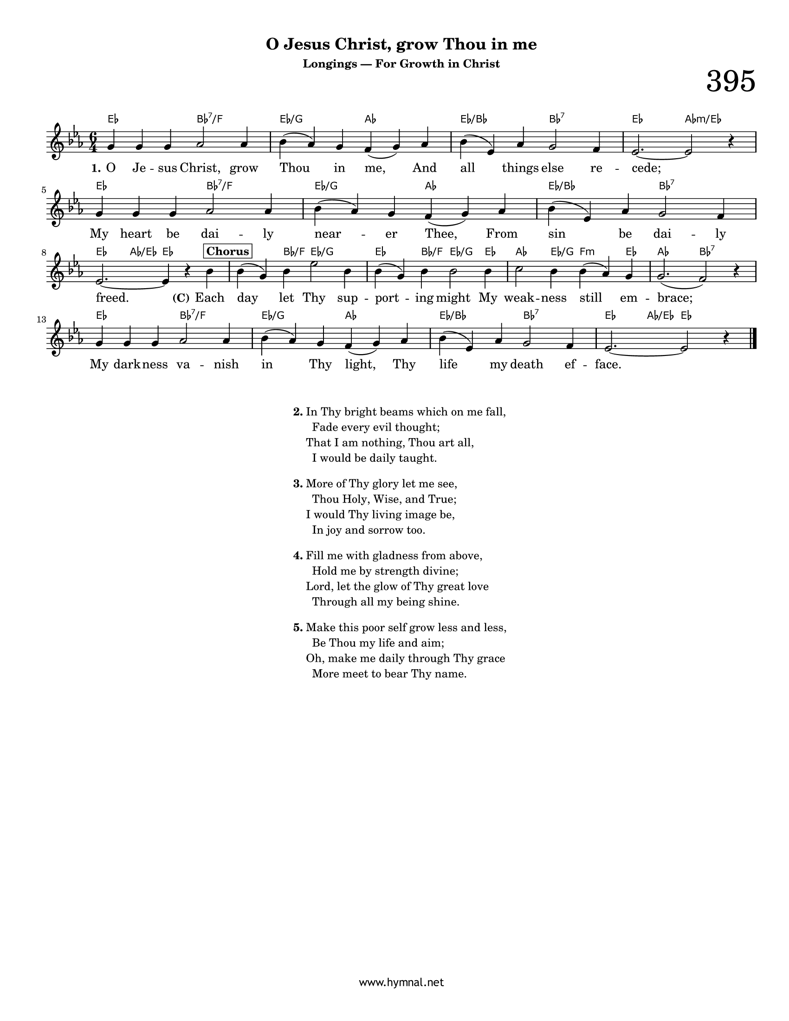 O Jesus Christ, grow Thou in me
Longings — For Growth in Christ
395
E♭ B♭7/F E♭/G A♭ E♭/B♭ B♭7 E♭ A♭m/E♭
6 4
1. O Je - sus Christ, grow Thou in me, And all things else re - cede;
5 E♭ B♭7/F E♭/G A♭ E♭/B♭ B♭7
My heart be dai - ly near - er Thee, From sin be dai - ly
8 E♭ A♭/E♭ E♭ Chorus B♭/F E♭/G E♭ B♭/F E♭/G E♭ A♭ E♭/G Fm E♭ A♭ B♭7
freed. (C) Each day let Thy sup - port - ing might My weak - ness still em - brace;
13 E♭ B♭7/F E♭/G A♭ E♭/B♭ B♭7 E♭ A♭/E♭ E♭
My dark ness va - nish in Thy light, Thy life my death ef - face.
2. In Thy bright beams which on me fall,
Fade every evil thought;
That I am nothing, Thou art all,
I would be daily taught.
3. More of Thy glory let me see,
Thou Holy, Wise, and True;
I would Thy living image be,
In joy and sorrow too.
4. Fill me with gladness from above,
Hold me by strength divine;
Lord, let the glow of Thy great love
Through all my being shine.
5. Make this poor self grow less and less,
Be Thou my life and aim;
Oh, make me daily through Thy grace
More meet to bear Thy name.
www.hymnal.net